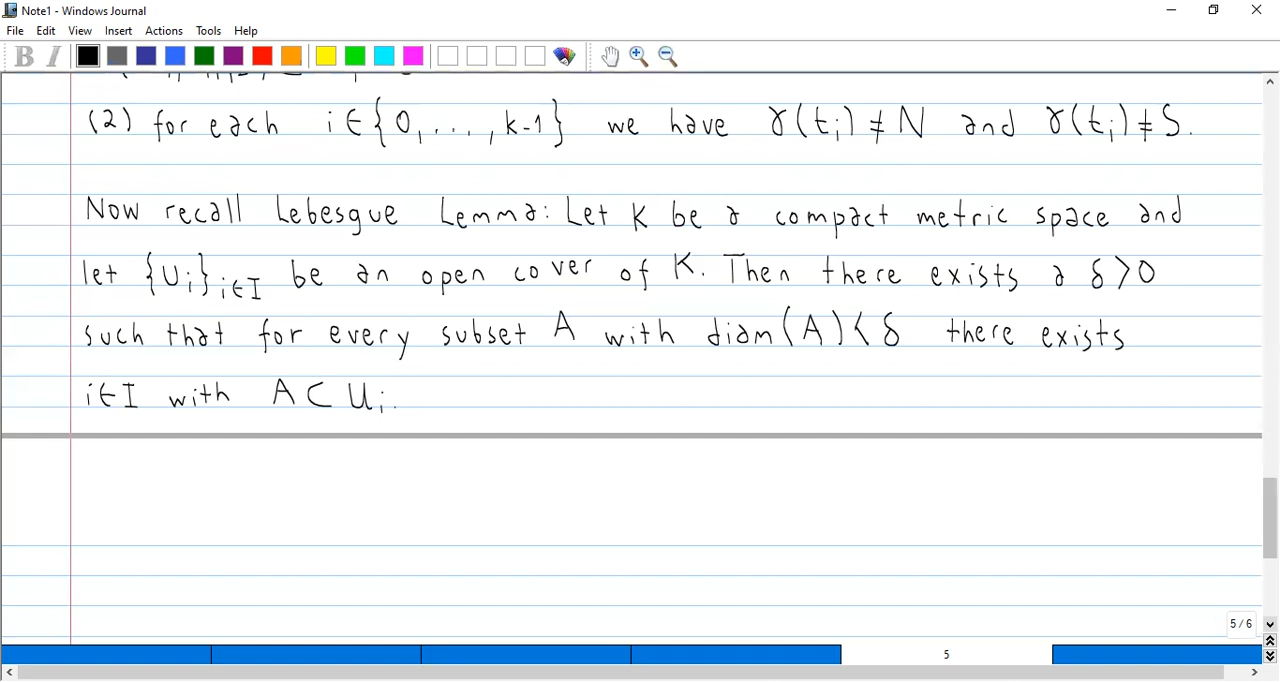 Note1 - Windows Journal
File Edit View Insert Actions Tools Help
B I
(2) for each i∈{0,...,k-1} we have γ(tᵢ)≠N and γ(tᵢ)≠S.
Now recall Lebesgue Lemma: Let K be a compact metric space and
let {Uᵢ}ᵢ∈I be an open cover of K. Then there exists a δ>0
such that for every subset A with diam(A)<δ there exists
i∈I with A⊂Uᵢ.
5 / 6
5